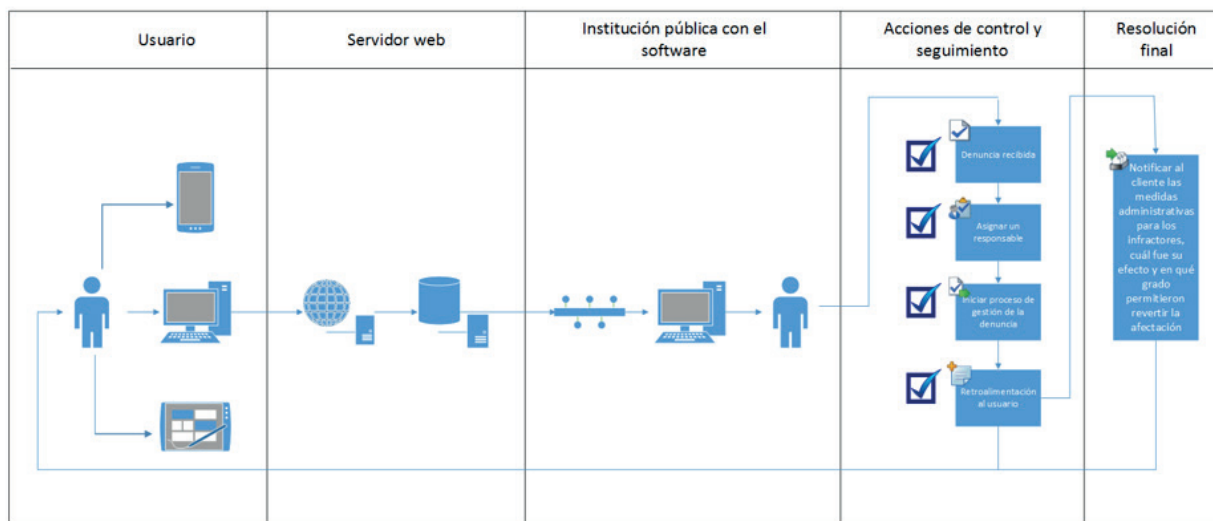 Usuario
Servidor web
Institución pública con el
software
Acciones de control y
seguimiento
Resolución
final
Denuncia recibida
Asignar un
responsable
Iniciar proceso de
gestión de la
denuncia
Retroalimentación
al usuario
Notificar al
cliente las
medidas
administrativas
para los
infractores,
cuál fue su
efecto y en qué
grado
permitieron
revertir la
afectación